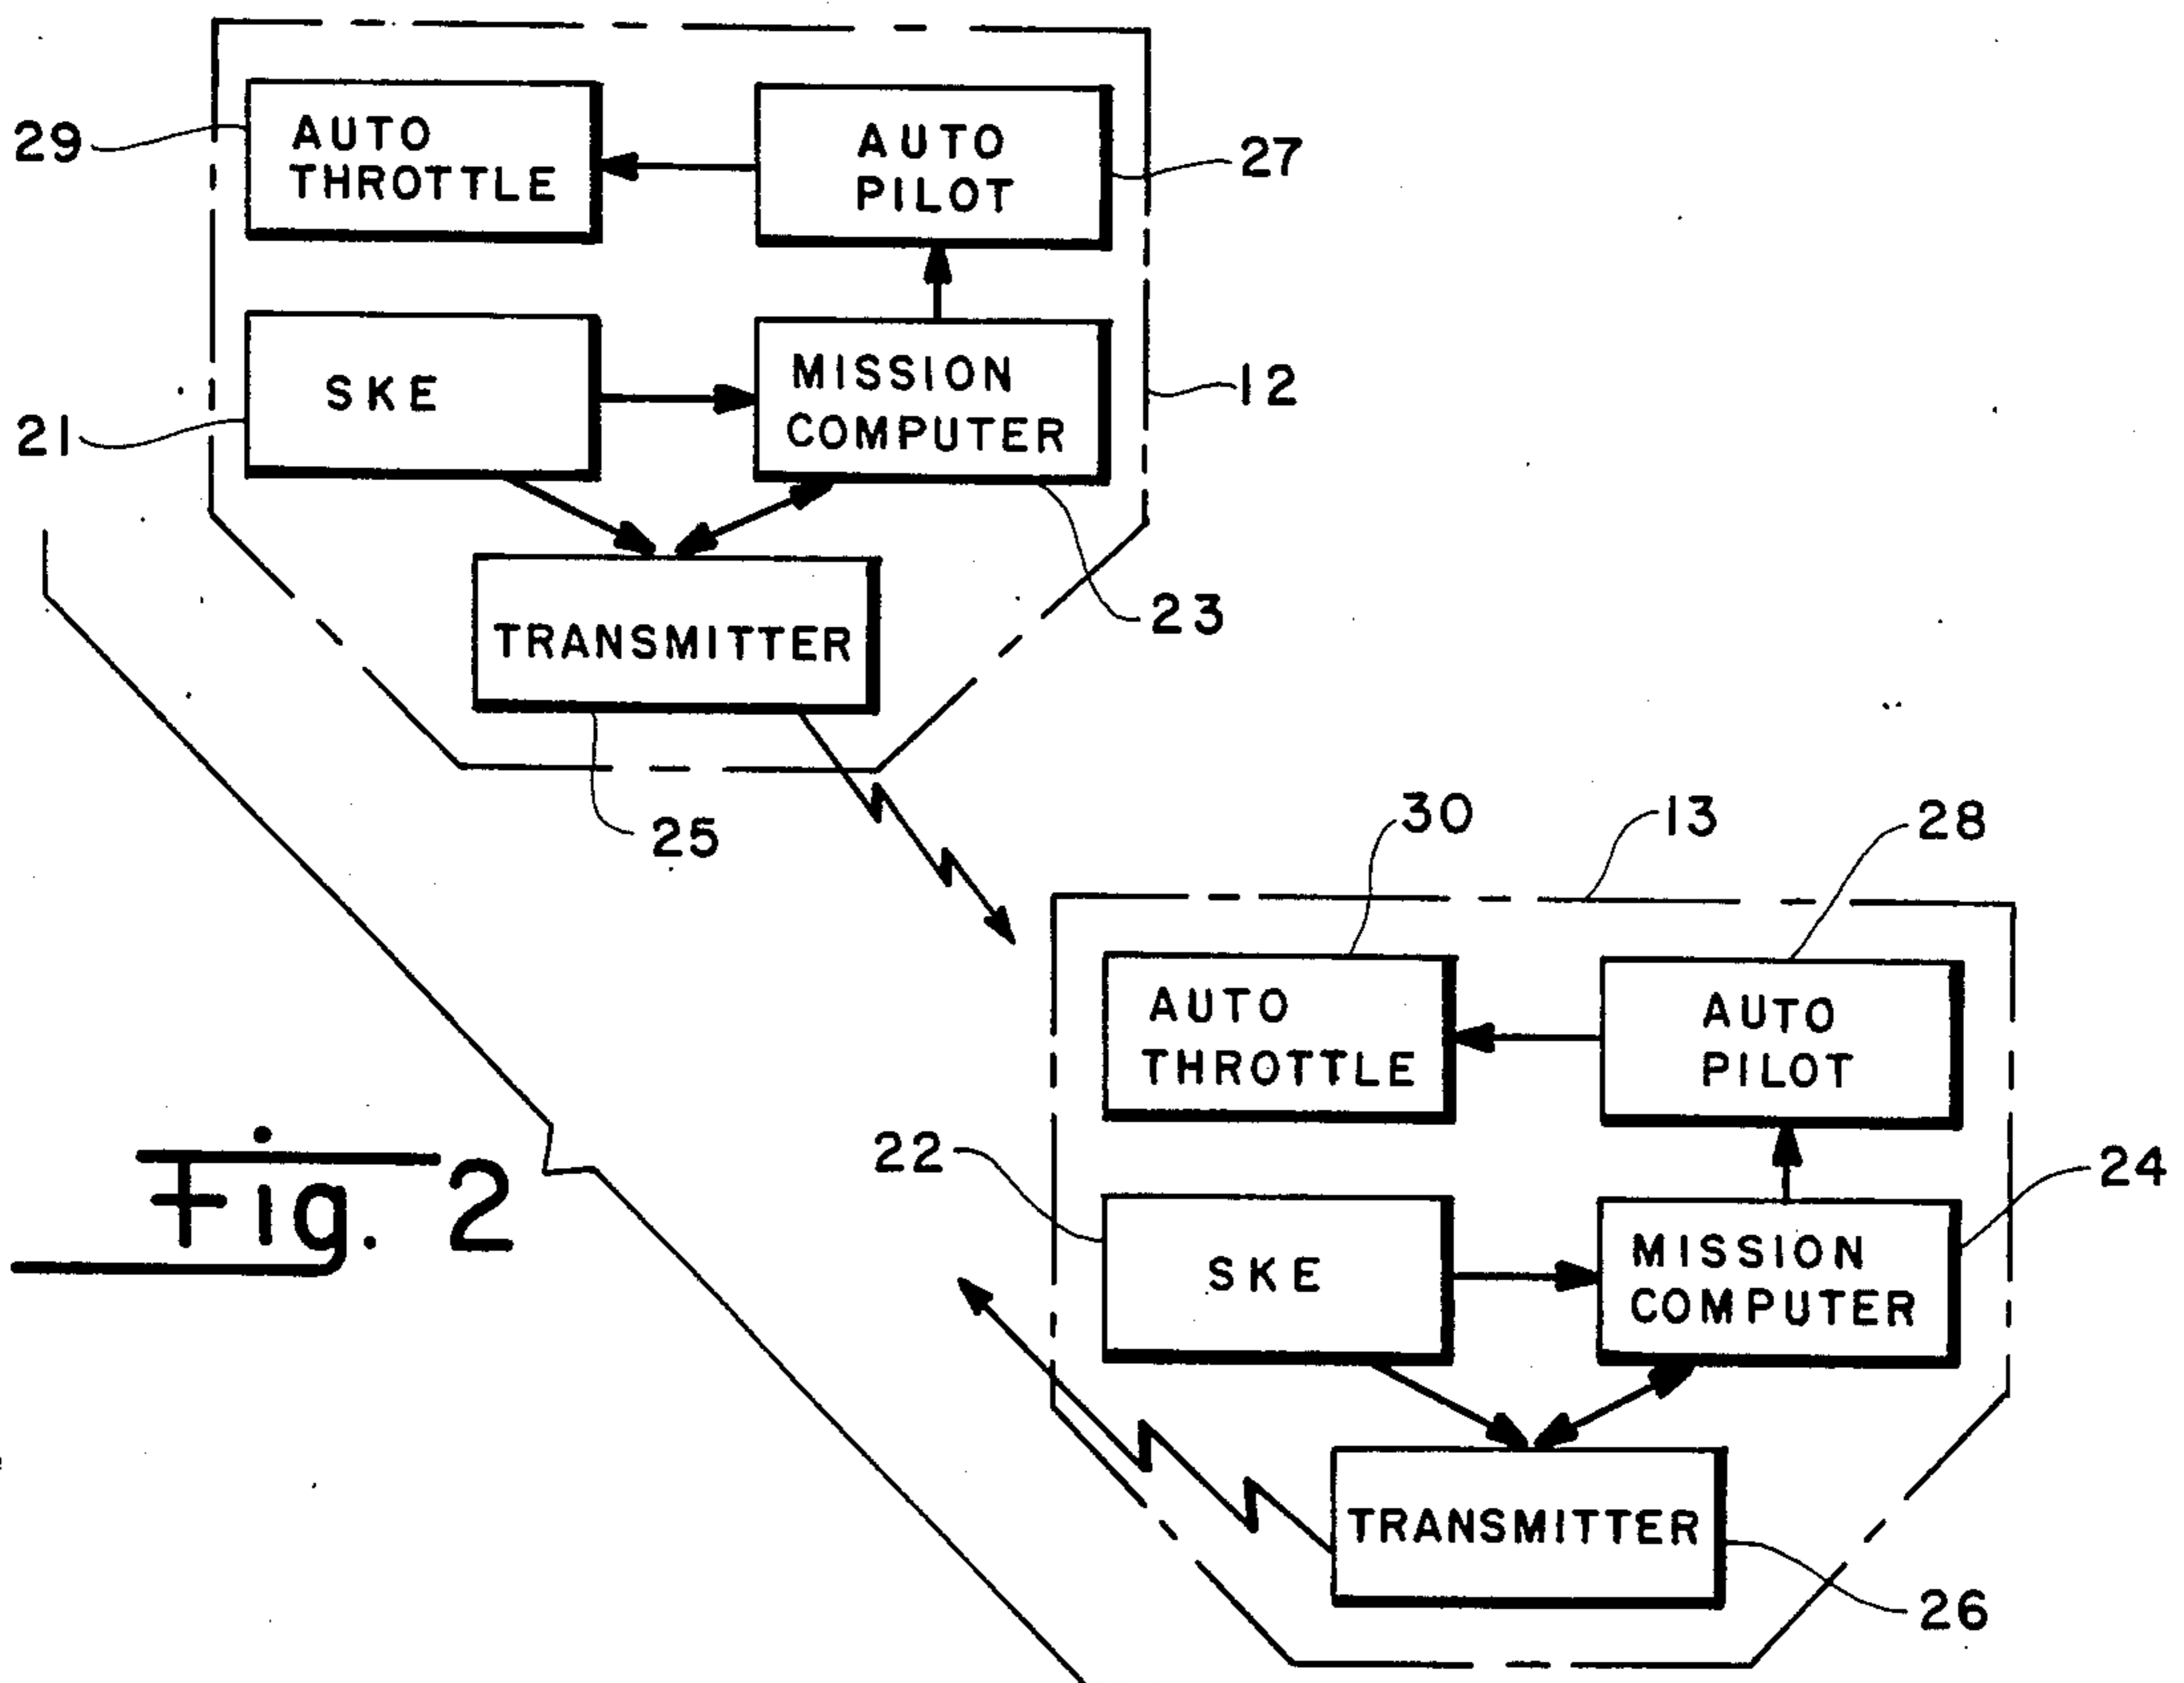 29
AUTO
THROTTLE
AUTO
PILOT
27
21
SKE
MISSION
COMPUTER
12
23
TRANSMITTER
25
30
13
28
AUTO
THROTTLE
AUTO
PILOT
22
SKE
MISSION
COMPUTER
24
TRANSMITTER
26
Fig. 2